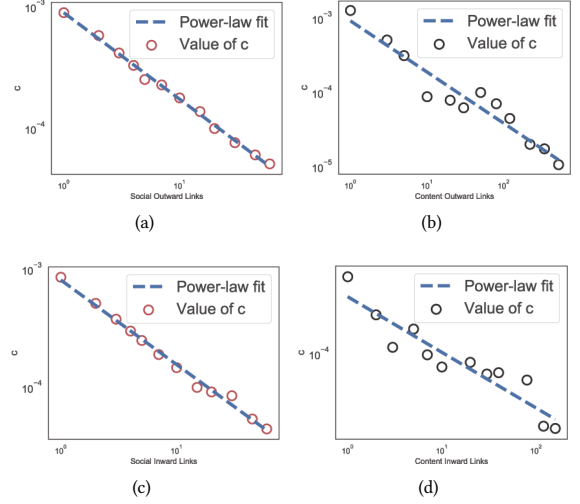 10⁻³
10⁻⁴
c
Power-law fit
Value of c
10⁰
10¹
Social Outward Links
(a)
10⁻³
10⁻⁴
10⁻⁵
c
Power-law fit
Value of c
10⁰
10¹
10²
Content Outward Links
(b)
10⁻³
10⁻⁴
c
Power-law fit
Value of c
10⁰
10¹
Social Inward Links
(c)
10⁻⁴
c
Power-law fit
Value of c
10⁰
10¹
10²
Content Inward Links
(d)